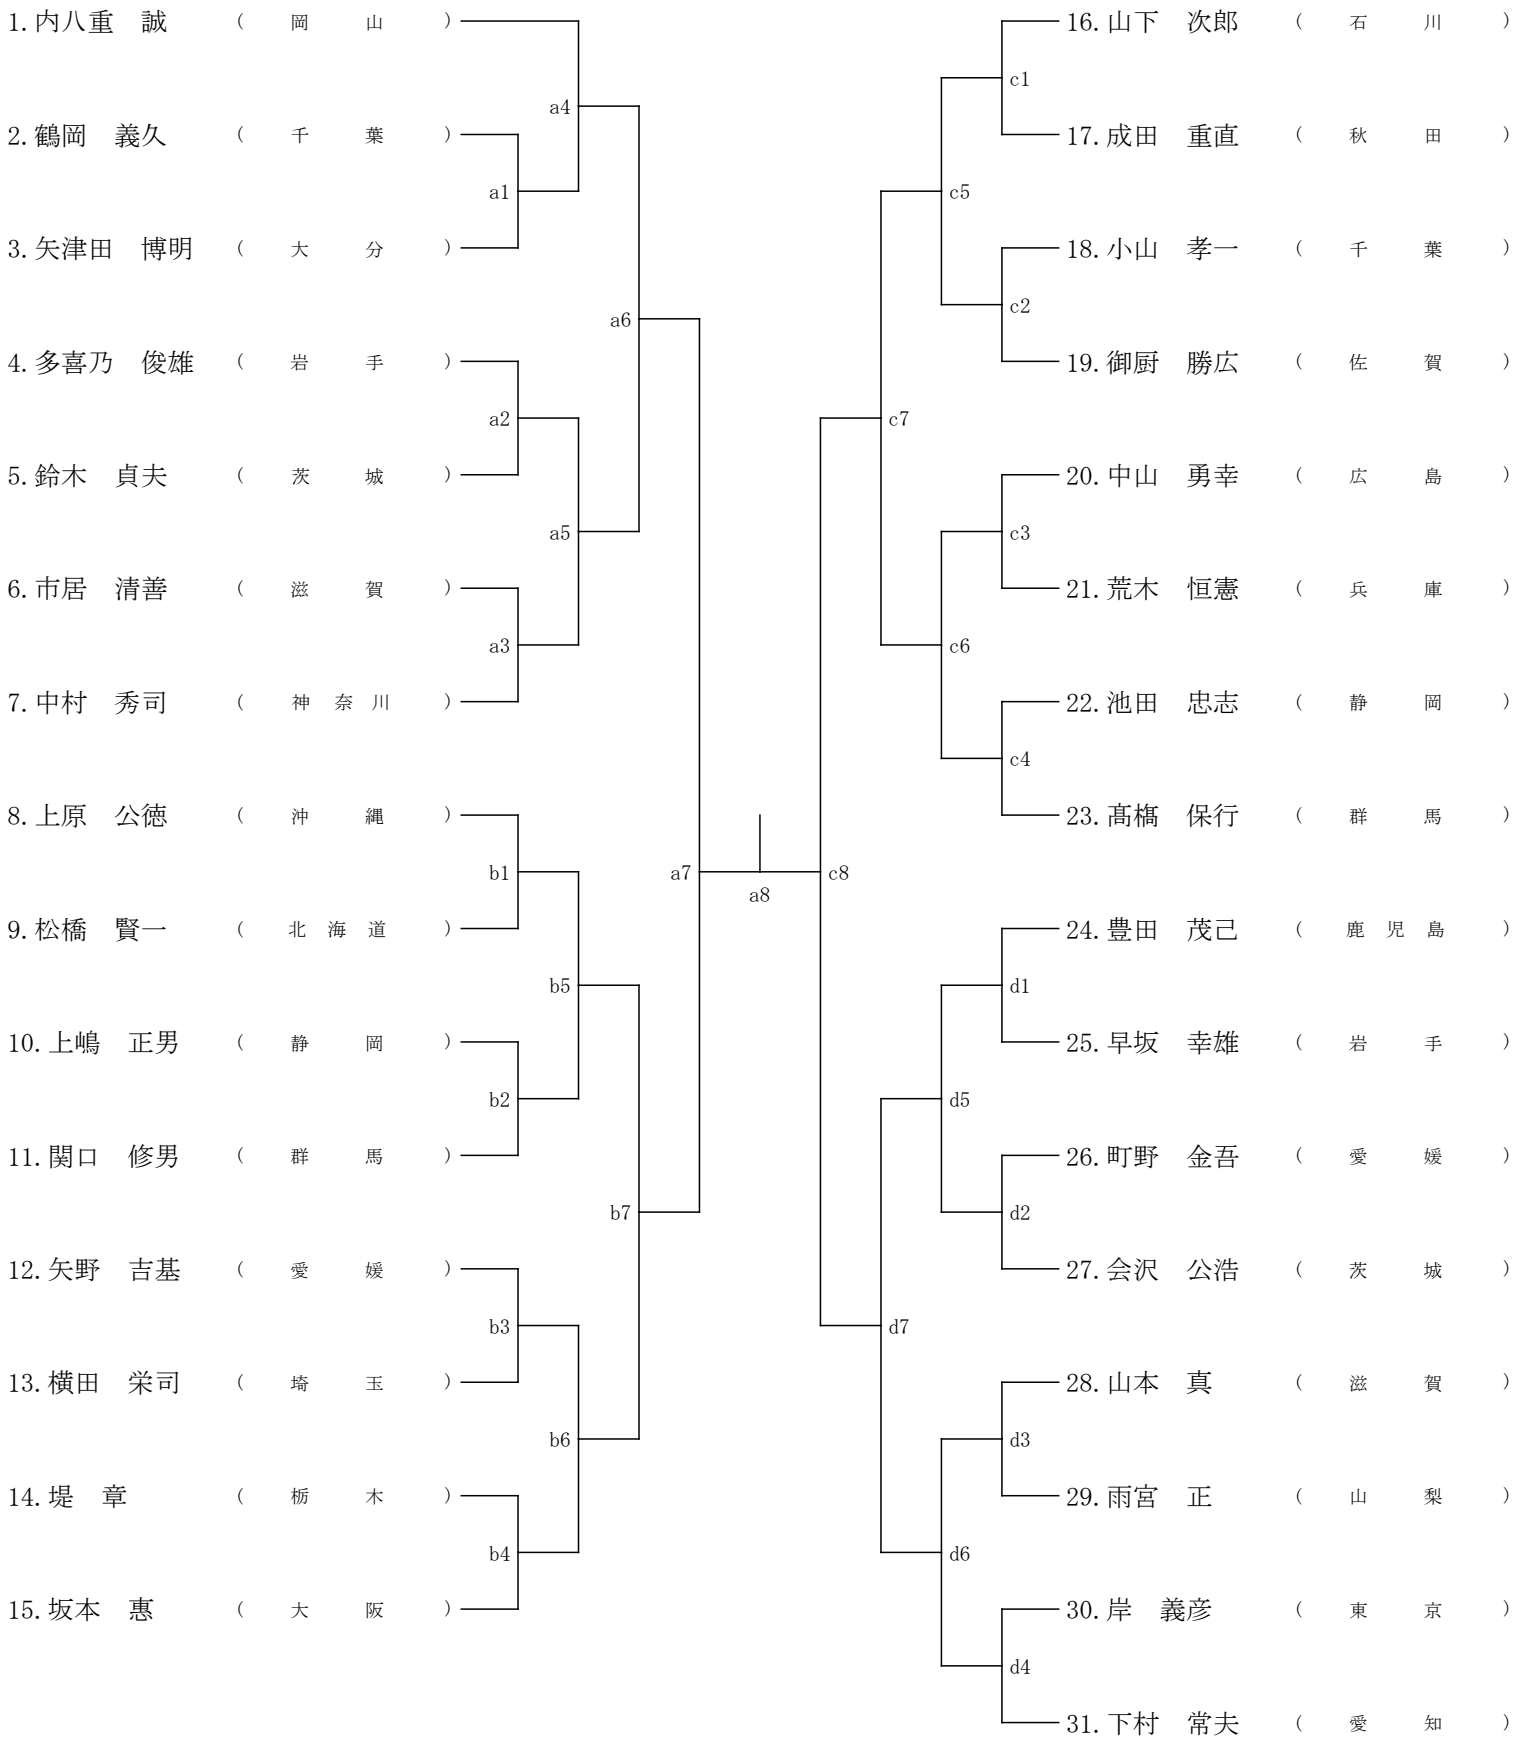 1.内八重　誠　（　岡　山　）
a4
2.鶴岡　義久　（　千　葉　）
a1
3.矢津田　博明　（　大　分　）
a6
4.多喜乃　俊雄　（　岩　手　）
a2
5.鈴木　貞夫　（　茨　城　）
a5
6.市居　清善　（　滋　賀　）
a3
7.中村　秀司　（　神　奈　川　）
8.上原　公徳　（　沖　縄　）
b1
a7
a8
9.松橋　賢一　（　北　海　道　）
b5
10.上嶋　正男　（　静　岡　）
b2
11.関口　修男　（　群　馬　）
b7
12.矢野　吉基　（　愛　媛　）
b3
13.横田　栄司　（　埼　玉　）
b6
14.堤　章　（　栃　木　）
b4
15.坂本　惠　（　大　阪　）
16.山下　次郎　（　石　川　）
c1
17.成田　重直　（　秋　田　）
c5
18.小山　孝一　（　千　葉　）
c2
19.御厨　勝広　（　佐　賀　）
c7
20.中山　勇幸　（　広　島　）
c3
21.荒木　恒憲　（　兵　庫　）
c6
22.池田　忠志　（　静　岡　）
c4
23.髙槗　保行　（　群　馬　）
c8
24.豊田　茂己　（　鹿　児　島　）
d1
25.早坂　幸雄　（　岩　手　）
d5
26.町野　金吾　（　愛　媛　）
d2
27.会沢　公浩　（　茨　城　）
d7
28.山本　真　（　滋　賀　）
d3
29.雨宮　正　（　山　梨　）
d6
30.岸　義彦　（　東　京　）
d4
31.下村　常夫　（　愛　知　）